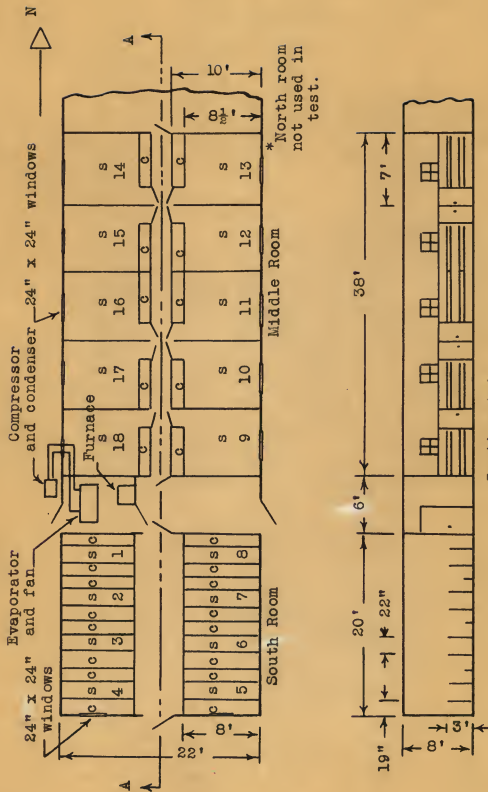 N
Compressor
and condenser
24" x 24" windows
Evaporator
and fan
Furnace
24" x 24"
windows
A
A
C S C C S C C S C C S C
4 3 2 1
C S C C S C C S C C S C
5 6 7 8
S S S S S
18 17 16 15 14
C C C C C
C C C C C
S S S S S
9 10 11 12 13
22'
8'
10'
8½'
South Room
Middle Room
*North room
not used in
test.
20'
6'
38'
7'
22"
19"
8'
3'